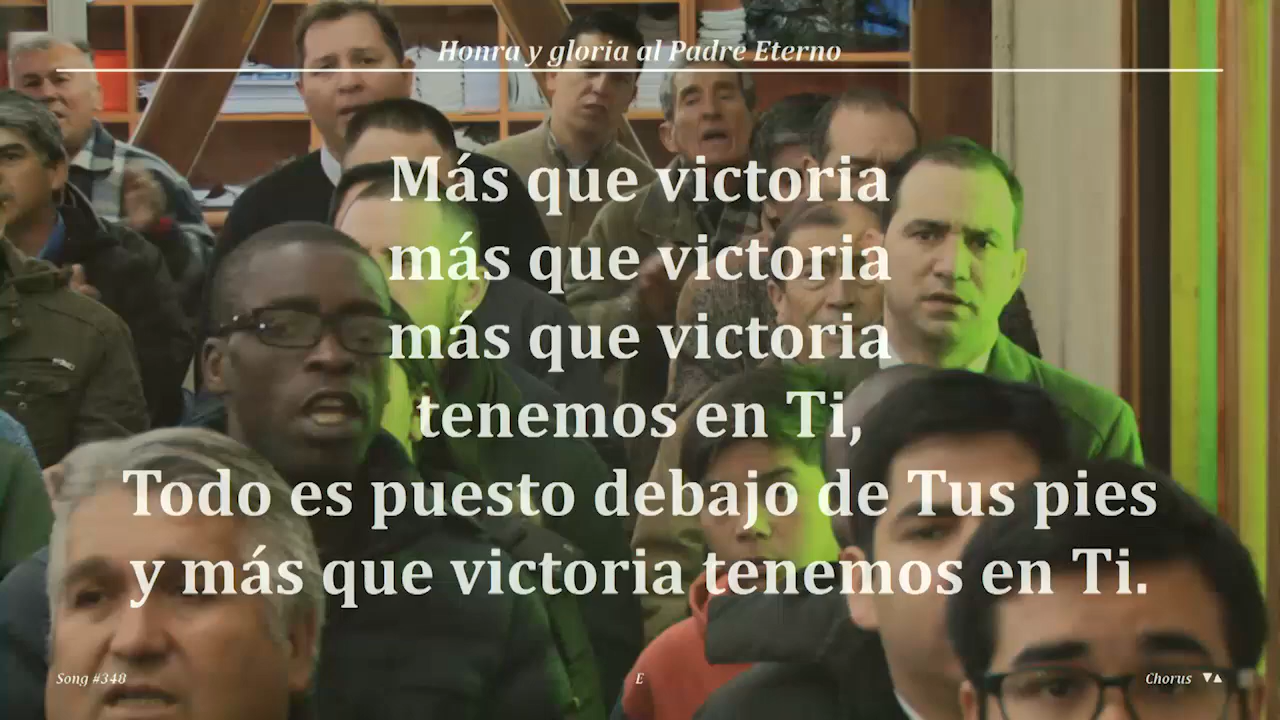 Honra y gloria al Padre Eterno
Más que victoria
más que victoria
más que victoria
tenemos en Ti,
Todo es puesto debajo de Tus pies
y más que victoria tenemos en Ti.
Song #348
E
Chorus ▼▲